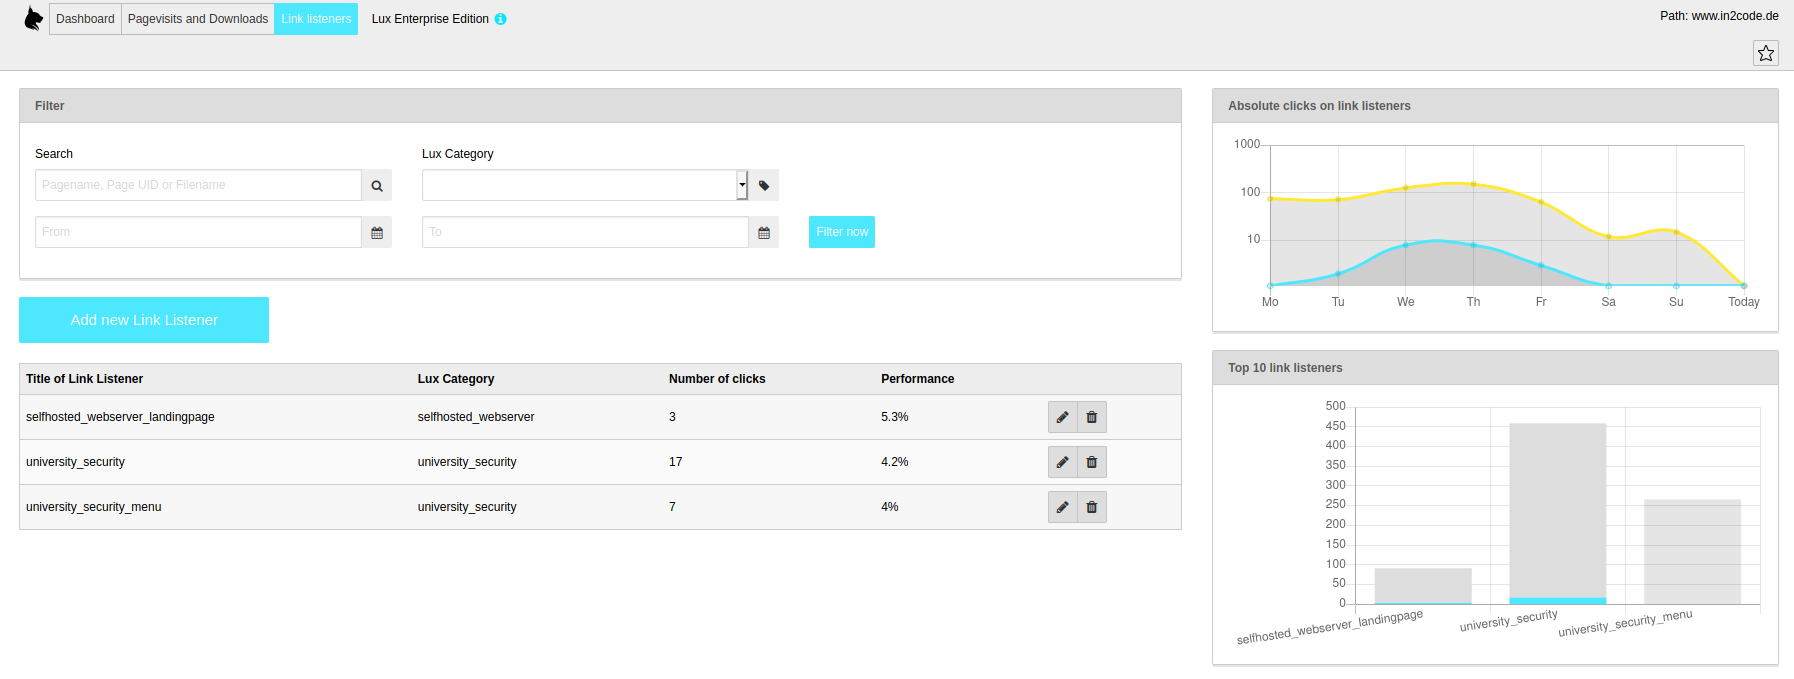 Dashboard Pagevisits and Downloads Link listeners Lux Enterprise Edition
Path: www.in2code.de
Filter
Search Lux Category
Pagename, Page UID or Filename
From To Filter now
Add new Link Listener
Title of Link Listener Lux Category Number of clicks Performance
selfhosted_webserver_landingpage selfhosted_webserver 3 5.3%
university_security university_security 17 4.2%
university_security_menu university_security 7 4%
Absolute clicks on link listeners
1000
100
10
Mo Tu We Th Fr Sa Su Today
Top 10 link listeners
500
450
400
350
300
250
200
150
100
50
0
selfhosted_webserver_landingpage university_security university_security_menu